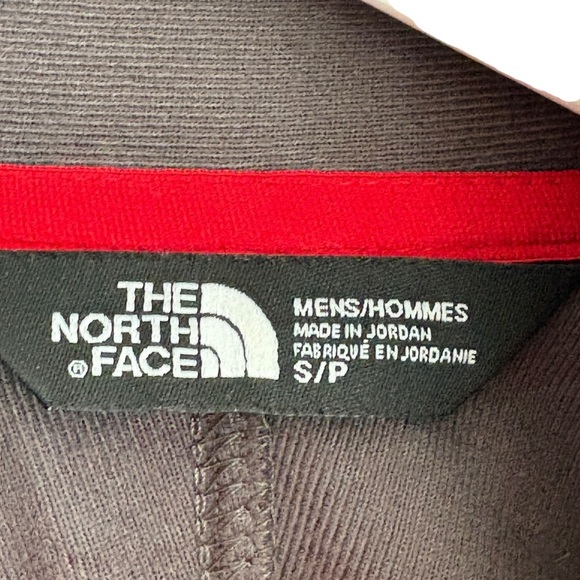 THE
NORTH
® FACE
MENS/HOMMES
MADE IN JORDAN
FABRIQUÉ EN JORDANIE
S/P